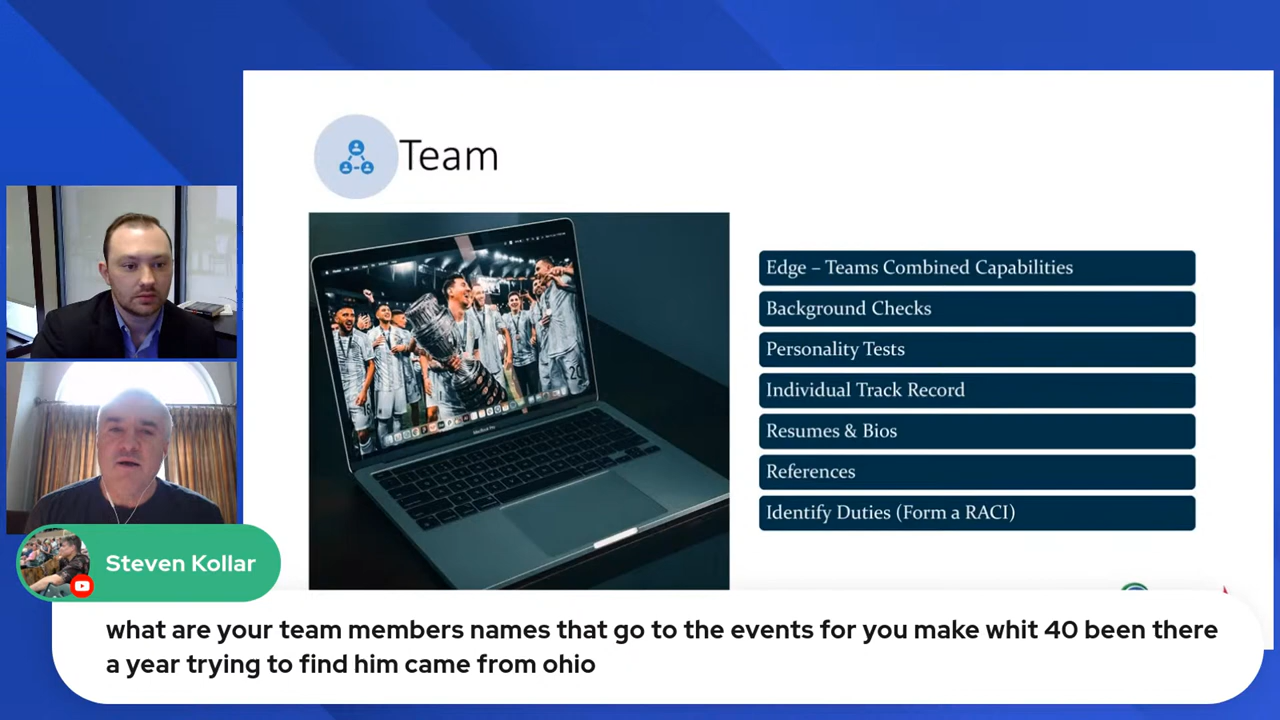 Team
Edge – Teams Combined Capabilities
Background Checks
Personality Tests
Individual Track Record
Resumes & Bios
References
Identify Duties (Form a RACI)
Steven Kollar
what are your team members names that go to the events for you make whit 40 been there
a year trying to find him came from ohio